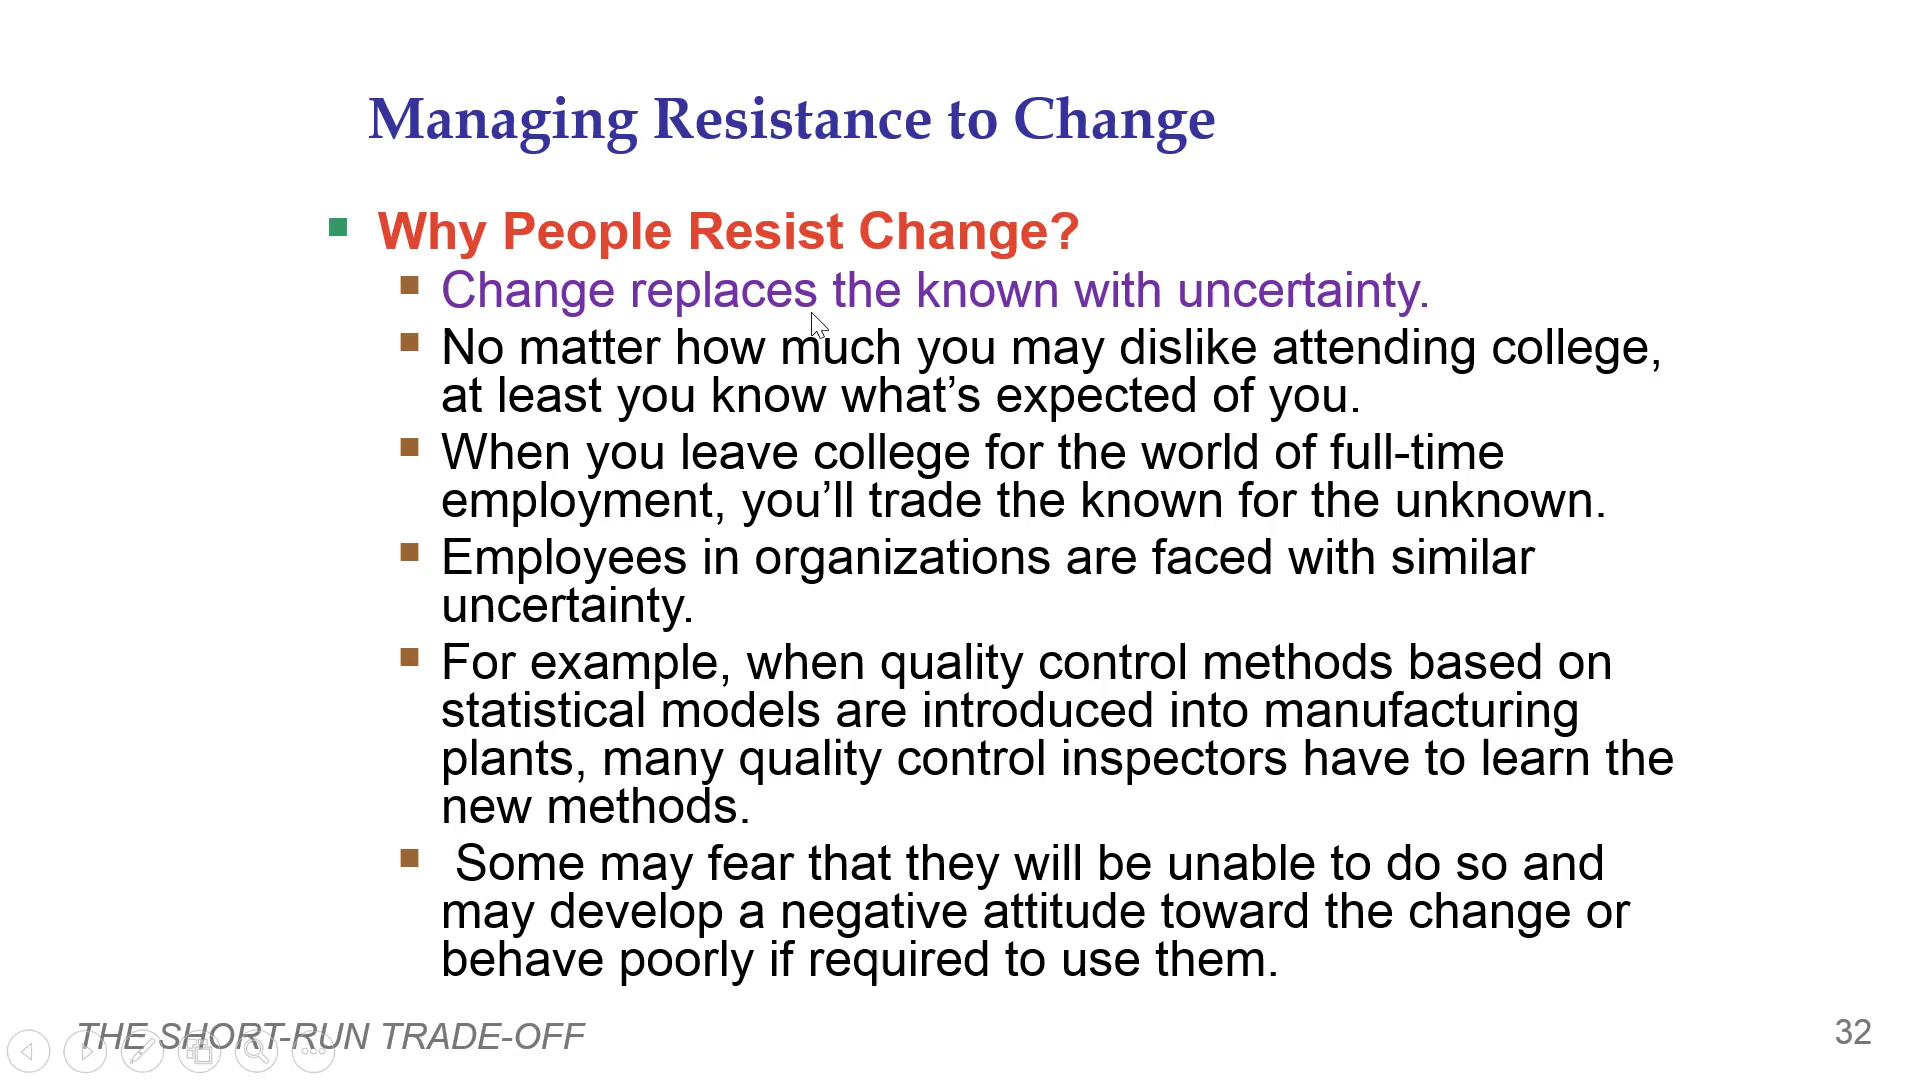 Managing Resistance to Change
Why People Resist Change?
Change replaces the known with uncertainty.
No matter how much you may dislike attending college,
at least you know what’s expected of you.
When you leave college for the world of full-time
employment, you’ll trade the known for the unknown.
Employees in organizations are faced with similar
uncertainty.
For example, when quality control methods based on
statistical models are introduced into manufacturing
plants, many quality control inspectors have to learn the
new methods.
Some may fear that they will be unable to do so and
may develop a negative attitude toward the change or
behave poorly if required to use them.
THE SHORT-RUN TRADE-OFF
32